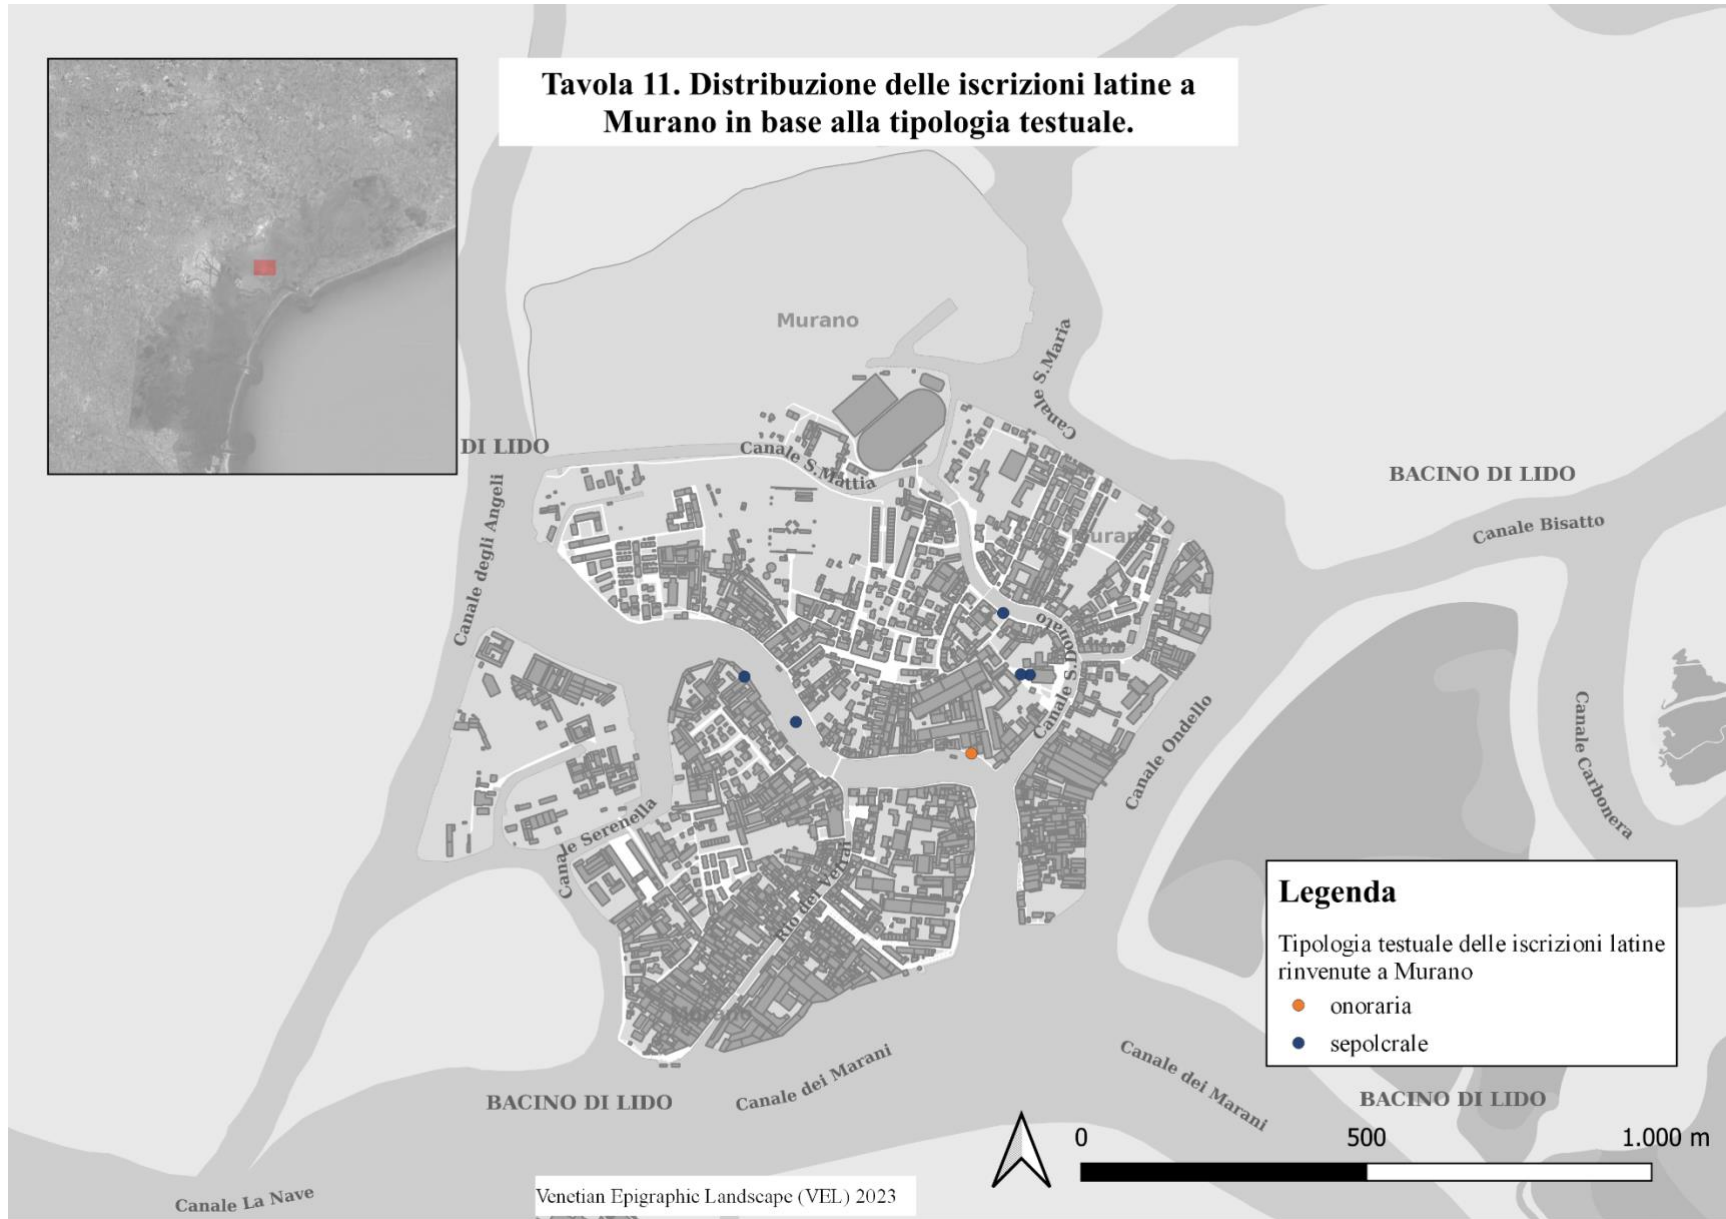 Tavola 11. Distribuzione delle iscrizioni latine a
Murano in base alla tipologia testuale.
Murano
Canale S.Maria
DI LIDO
Canale S.Mattia
BACINO DI LIDO
Canale degli Angeli
Canale Bisatto
Murano
Canale S.Donato
Canale Ondello
Canale Carbonera
Canale Serenella
Rio dei Vetrai
Legenda
Tipologia testuale delle iscrizioni latine
rinvenute a Murano
onoraria
sepolcrale
Murano
Canale dei Marani
Canale dei Marani
BACINO DI LIDO
BACINO DI LIDO
0 500 1.000 m
Venetian Epigraphic Landscape (VEL) 2023
Canale La Nave